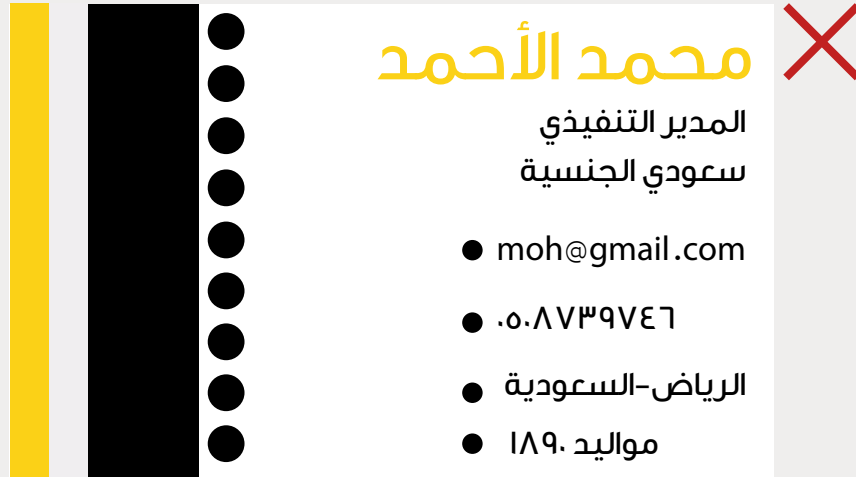 محمد الأحمد
المدير التنفيذي
سعودي الجنسية
moh@gmail.com
٠٥٠٨٧٣٩٧٤٦
الرياض-السعودية
مواليد ١٨٩٠